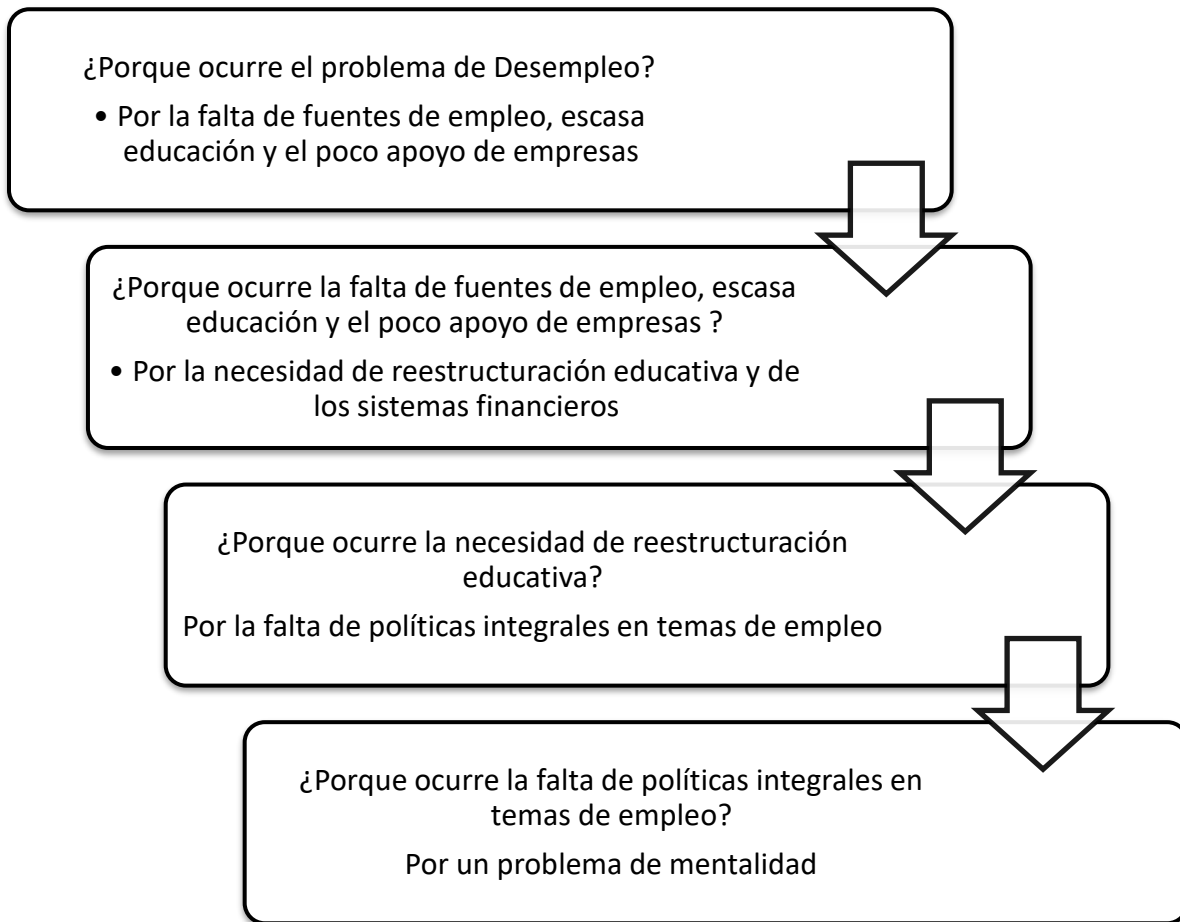 ¿Porque ocurre el problema de Desempleo?
• Por la falta de fuentes de empleo, escasa
educación y el poco apoyo de empresas
¿Porque ocurre la falta de fuentes de empleo, escasa
educación y el poco apoyo de empresas ?
• Por la necesidad de reestructuración educativa y de
los sistemas financieros
¿Porque ocurre la necesidad de reestructuración
educativa?
Por la falta de políticas integrales en temas de empleo
¿Porque ocurre la falta de políticas integrales en
temas de empleo?
Por un problema de mentalidad